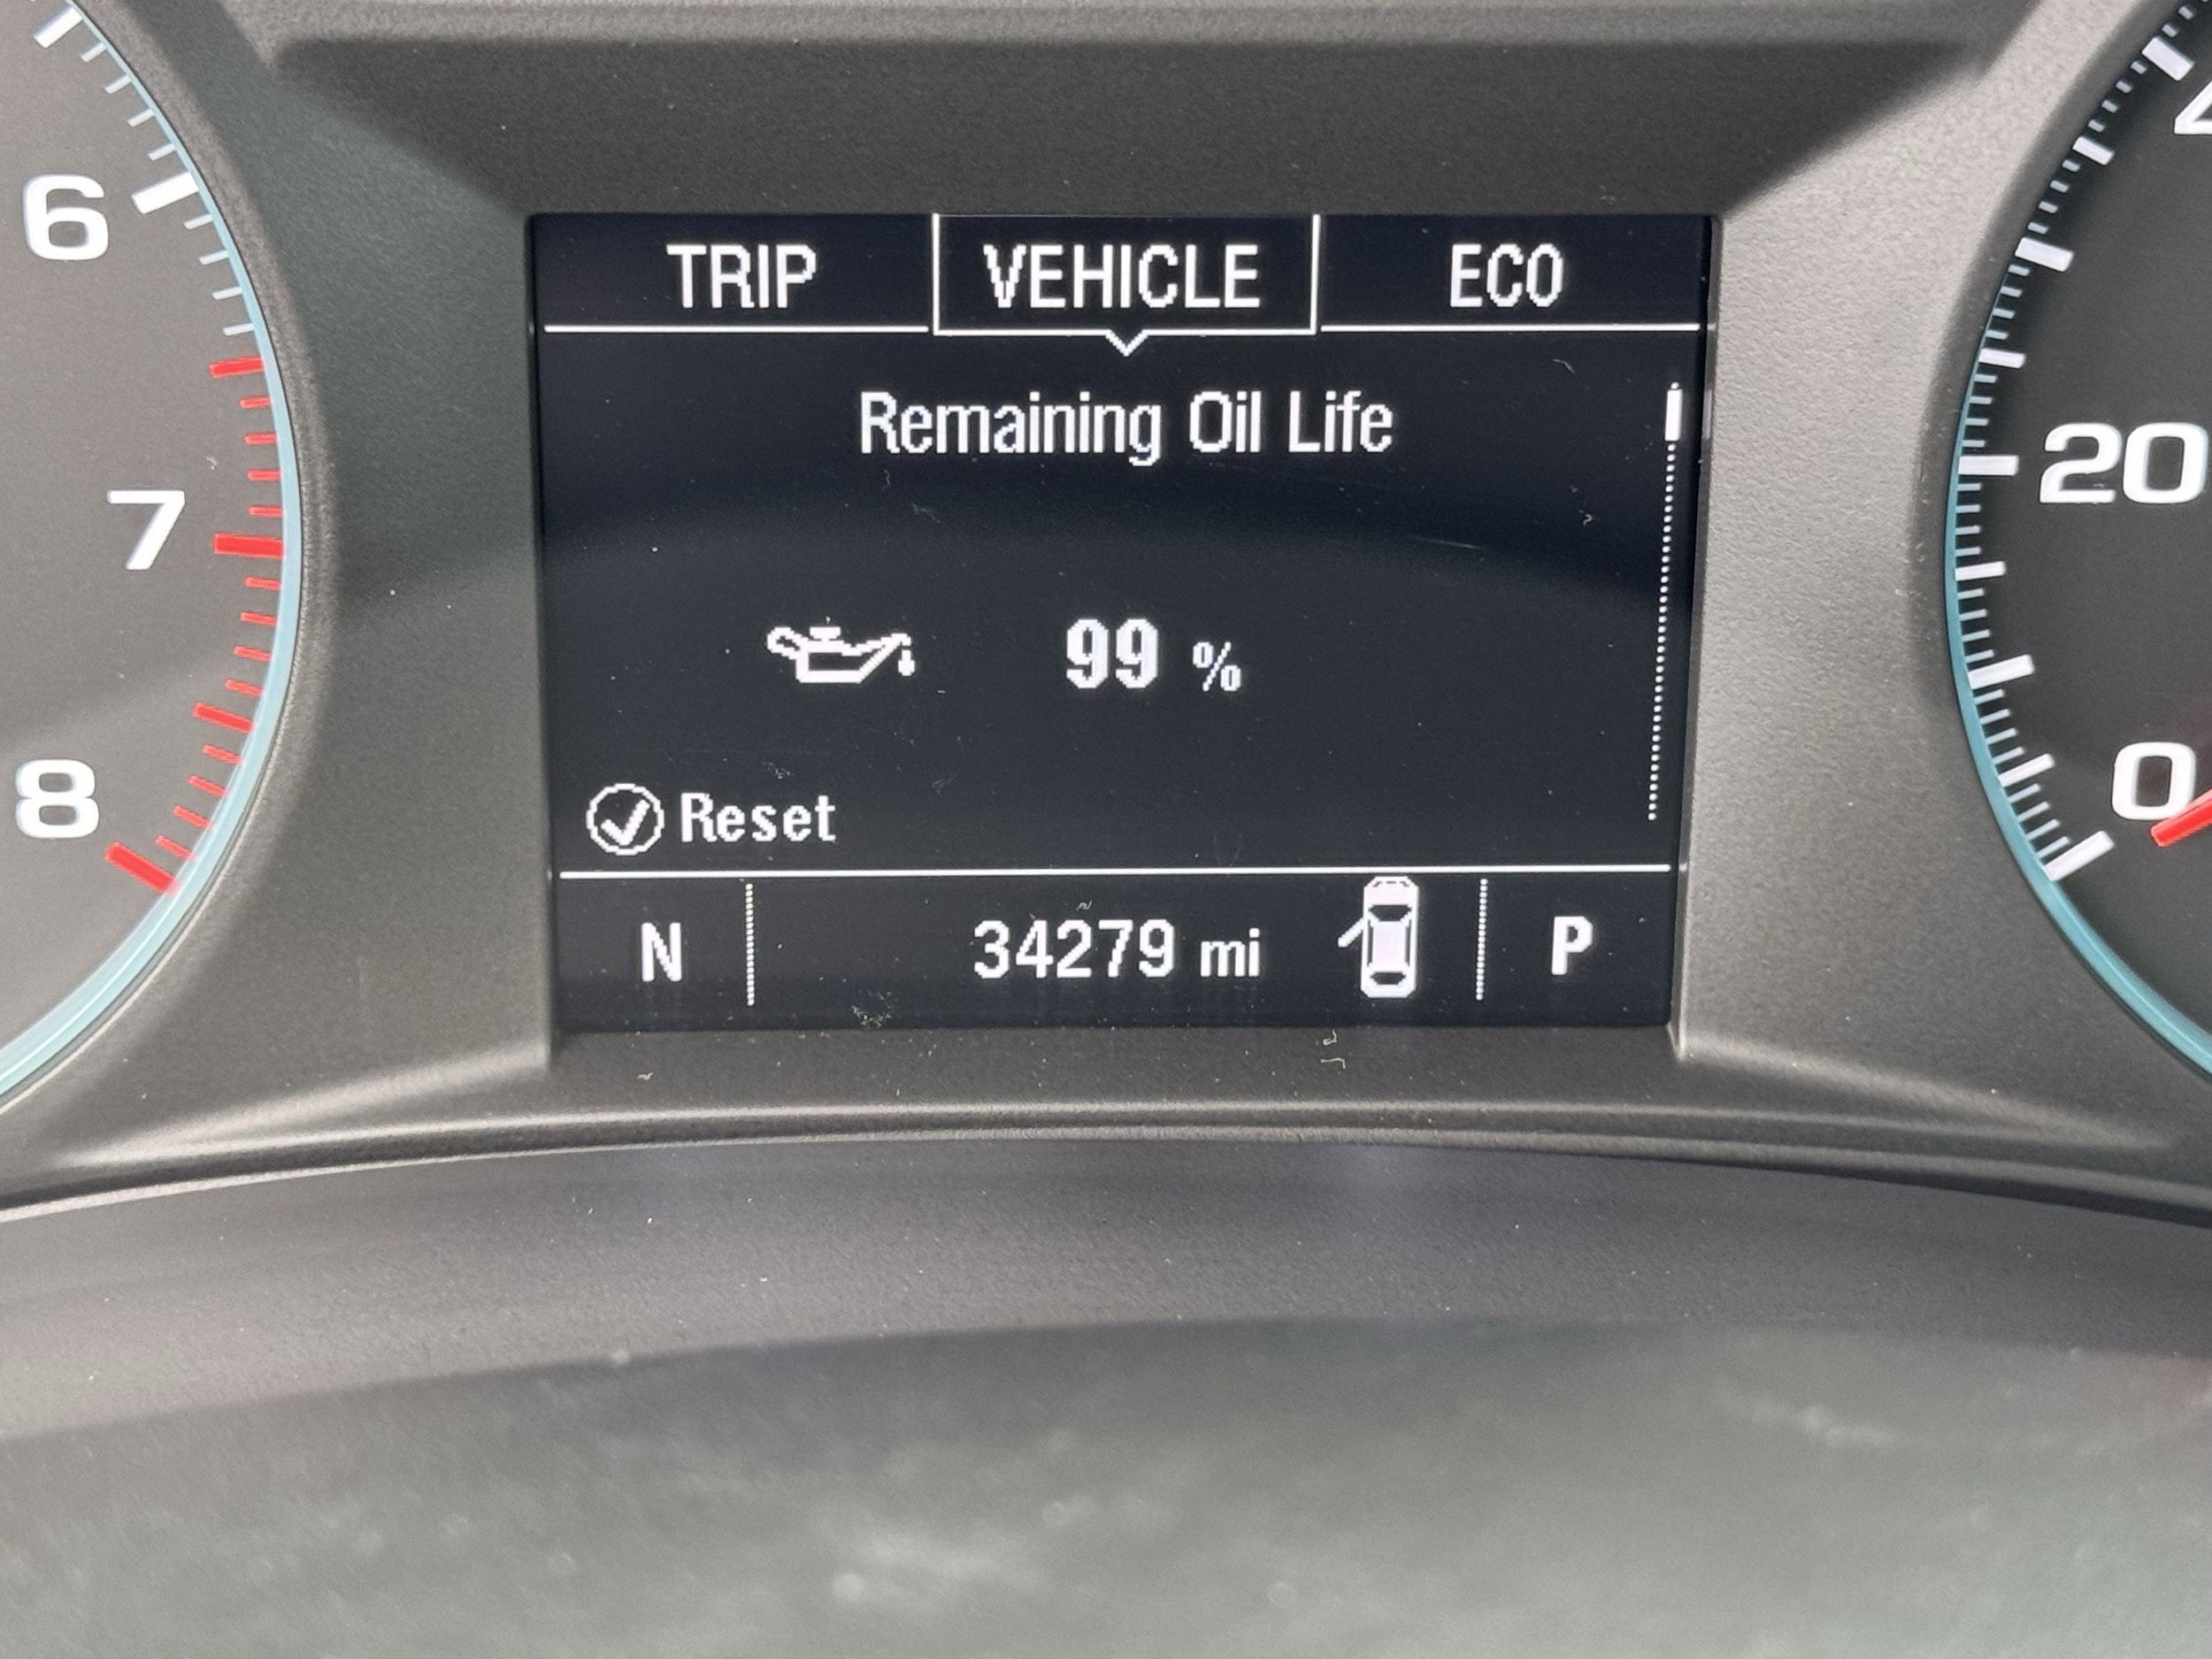 TRIP VEHICLE ECO
Remaining Oil Life
99 %
Reset
N 34279 mi P
6
7
8
20
0